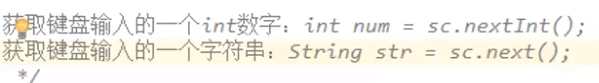 获取键盘输入的一个int数字：int num = sc.nextInt();
获取键盘输入的一个字符串：String str = sc.next();
*/